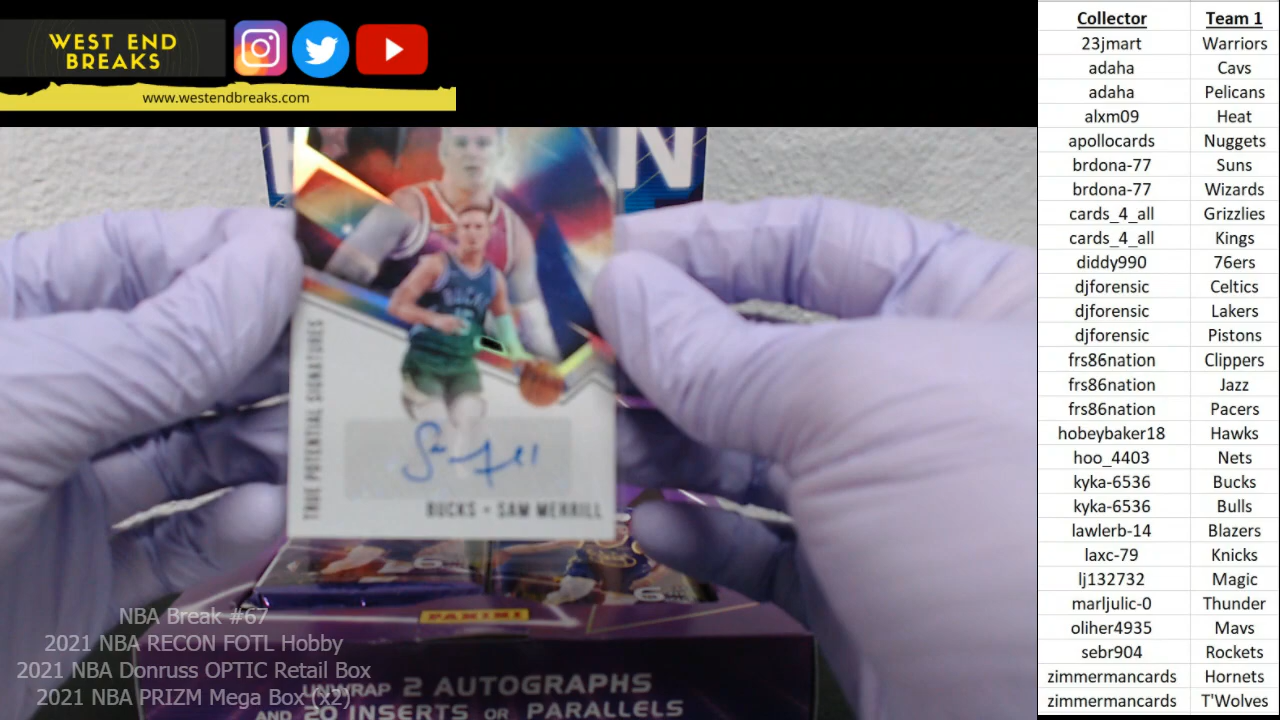 WEST END
BREAKS
www.westendbreaks.com
N
BUCKS
TRUE POTENTIAL SIGNATURES
BUCKS - SAM MERRILL
PANINI
UNWRAP 2 AUTOGRAPHS
AND 20 INSERTS OR PARALLELS
NBA Break #67
2021 NBA RECON FOTL Hobby
2021 NBA Donruss OPTIC Retail Box
2021 NBA PRIZM Mega Box (x2)
Collector Team 1
23jmart Warriors
adaha Cavs
adaha Pelicans
alxm09 Heat
apollocards Nuggets
brdona-77 Suns
brdona-77 Wizards
cards_4_all Grizzlies
cards_4_all Kings
diddy990 76ers
djforensic Celtics
djforensic Lakers
djforensic Pistons
frs86nation Clippers
frs86nation Jazz
frs86nation Pacers
hobeybaker18 Hawks
hoo_4403 Nets
kyka-6536 Bucks
kyka-6536 Bulls
lawlerb-14 Blazers
laxc-79 Knicks
lj132732 Magic
marljulic-0 Thunder
oliher4935 Mavs
sebr904 Rockets
zimmermancards Hornets
zimmermancards T'Wolves